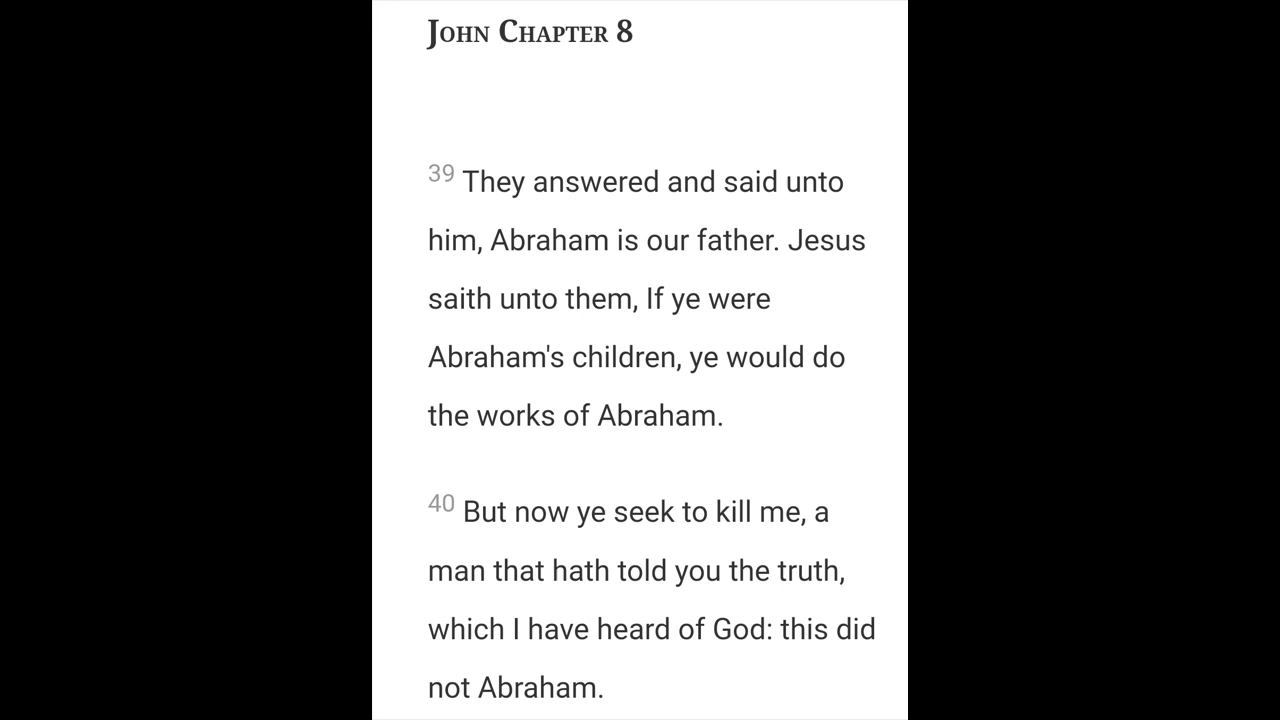 John Chapter 8
39 They answered and said unto
him, Abraham is our father. Jesus
saith unto them, If ye were
Abraham's children, ye would do
the works of Abraham.
40 But now ye seek to kill me, a
man that hath told you the truth,
which I have heard of God: this did
not Abraham.